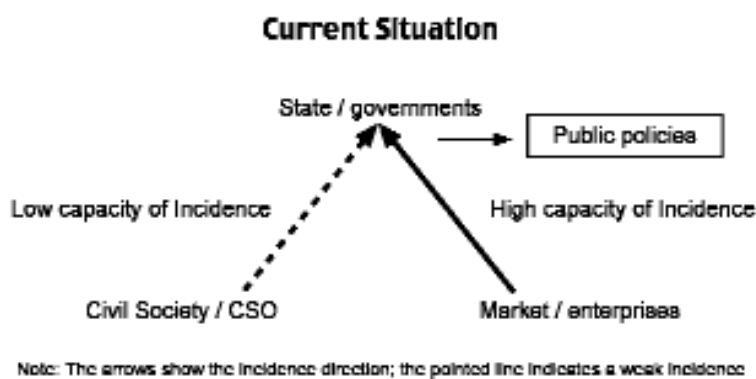 Current Situation
State / governments
Public policies
Low capacity of Incidence
High capacity of Incidence
Civil Society / CSO
Market / enterprises
Note: The arrows show the incidence direction; the pointed line indicates a weak incidence